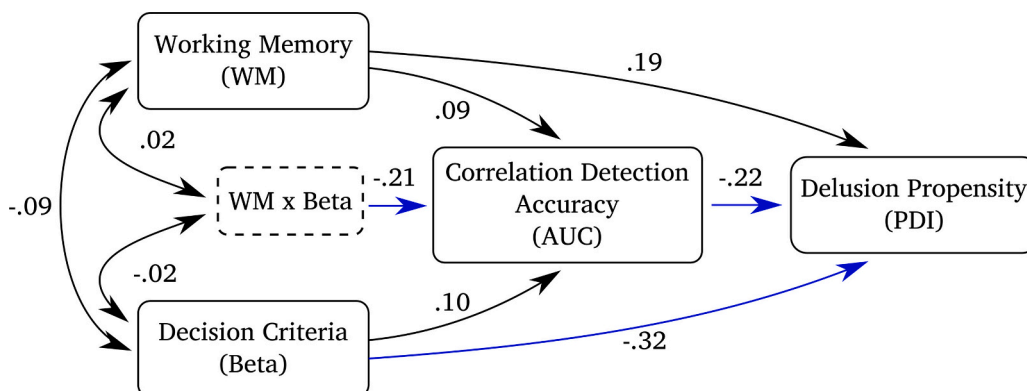 Working Memory
(WM)
.19
.09
.02
Correlation Detection
Accuracy
(AUC)
-.21
-.22
WM x Beta
Delusion Propensity
(PDI)
-.09
-.02
.10
Decision Criteria
(Beta)
-.32